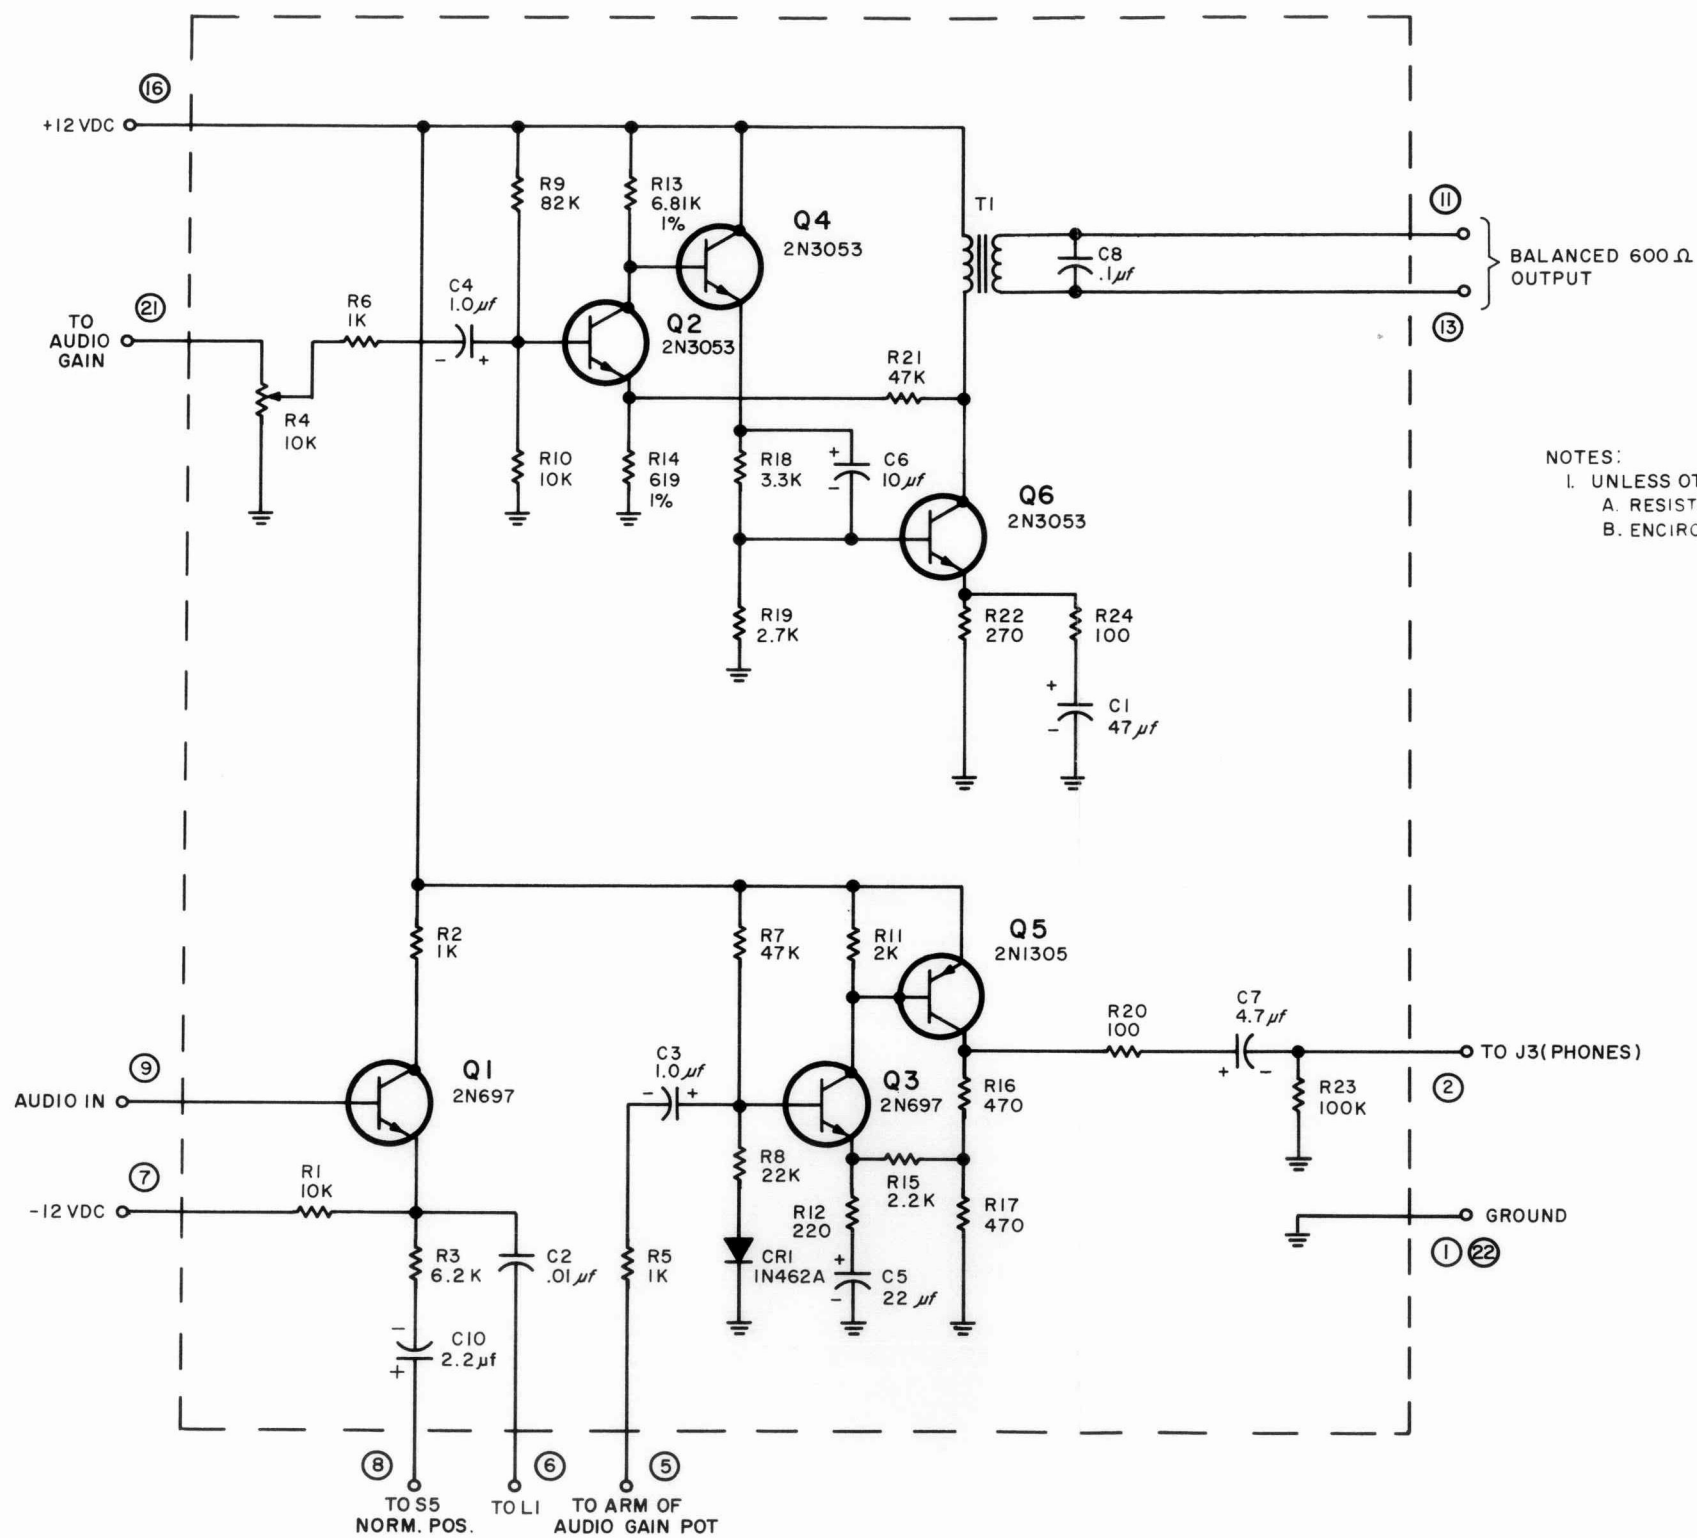 16
+12 VDC
R9
82K
R13
6.81K
1%
Q4
2N3053
T1
11
C8
.1µf
BALANCED 600Ω
OUTPUT
13
21
TO
AUDIO
GAIN
R6
1K
C4
1.0µf
- +
Q2
2N3053
R21
47K
R4
10K
R10
10K
R14
619
1%
R18
3.3K
+
-
C6
10µf
Q6
2N3053
NOTES:
1. UNLESS OT
A. RESIST
B. ENCIRC
R19
2.7K
R22
270
R24
100
+
-
C1
47µf
R2
1K
R7
47K
R11
2K
Q5
2N1305
9
AUDIO IN
Q1
2N697
C3
1.0µf
- +
Q3
2N697
R16
470
R20
100
C7
4.7µf
+ -
TO J3(PHONES)
2
R23
100K
7
-12 VDC
R1
10K
R8
22K
R15
2.2K
R12
220
R17
470
GROUND
1 22
R3
6.2K
C2
.01µf
R5
1K
CR1
1N462A
+
-
C5
22µf
-
+
C10
2.2µf
8
TO S5
NORM. POS.
6
TO L1
5
TO ARM OF
AUDIO GAIN POT